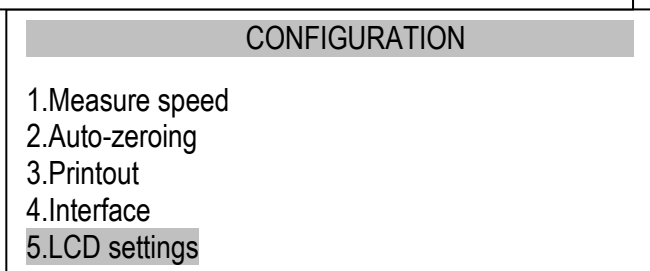 CONFIGURATION
1.Measure speed
2.Auto-zeroing
3.Printout
4.Interface
5.LCD settings